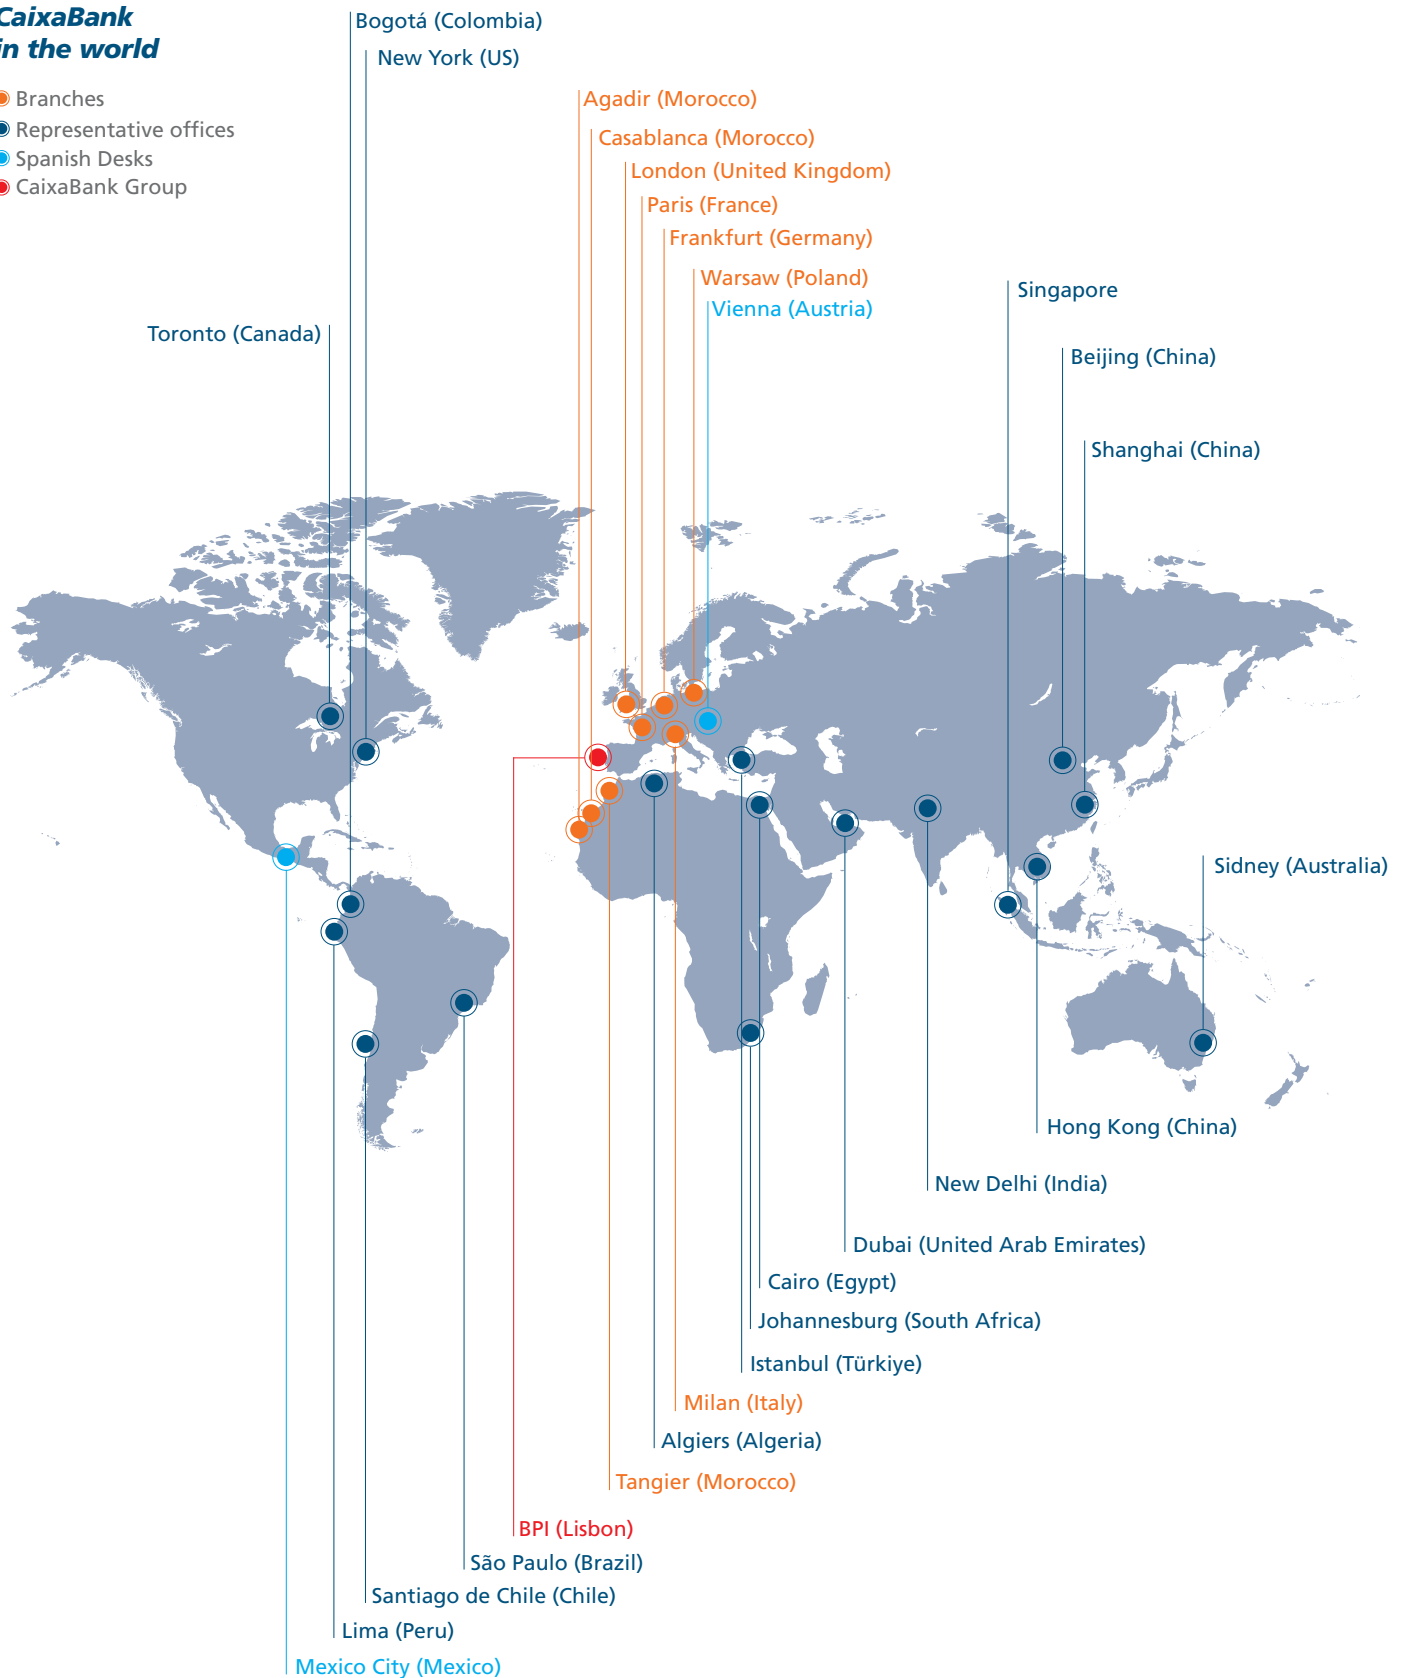 CaixaBank
in the world
Branches
Representative offices
Spanish Desks
CaixaBank Group
Bogotá (Colombia)
New York (US)
Agadir (Morocco)
Casablanca (Morocco)
London (United Kingdom)
Paris (France)
Frankfurt (Germany)
Warsaw (Poland)
Vienna (Austria)
Singapore
Toronto (Canada)
Beijing (China)
Shanghai (China)
Sidney (Australia)
Hong Kong (China)
New Delhi (India)
Dubai (United Arab Emirates)
Cairo (Egypt)
Johannesburg (South Africa)
Istanbul (Türkiye)
Milan (Italy)
Algiers (Algeria)
Tangier (Morocco)
BPI (Lisbon)
São Paulo (Brazil)
Santiago de Chile (Chile)
Lima (Peru)
Mexico City (Mexico)